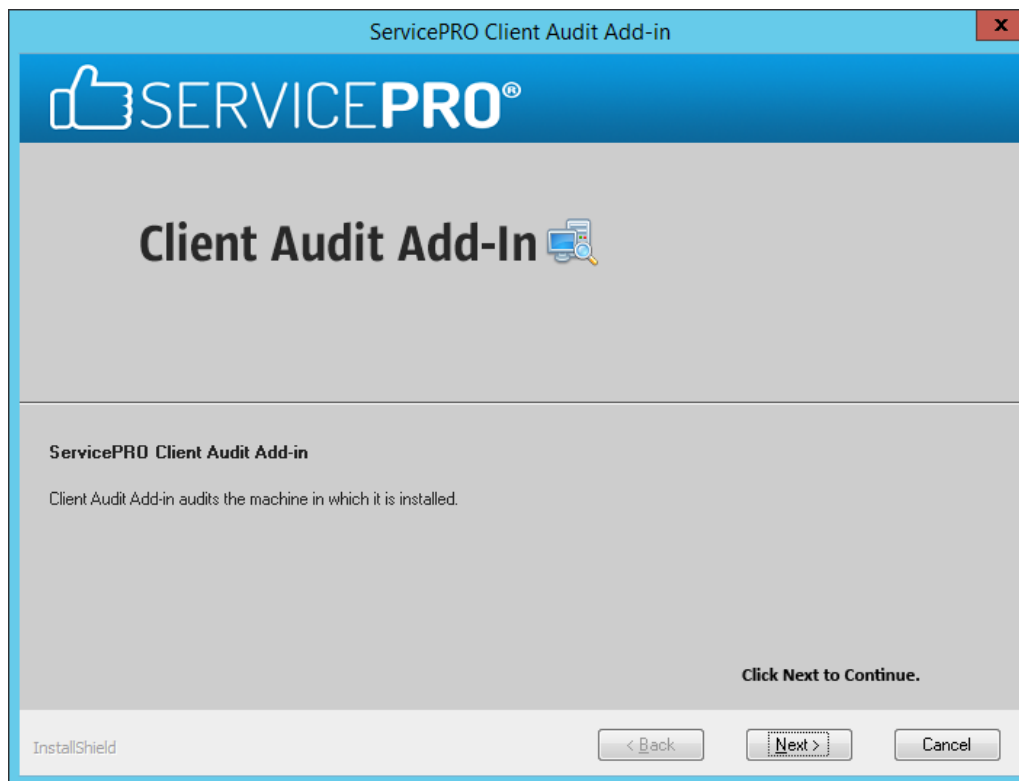 ServicePRO Client Audit Add-in
x
SERVICEPRO®
Client Audit Add-In
ServicePRO Client Audit Add-in
Client Audit Add-in audits the machine in which it is installed.
Click Next to Continue.
InstallShield
< Back
Next >
Cancel